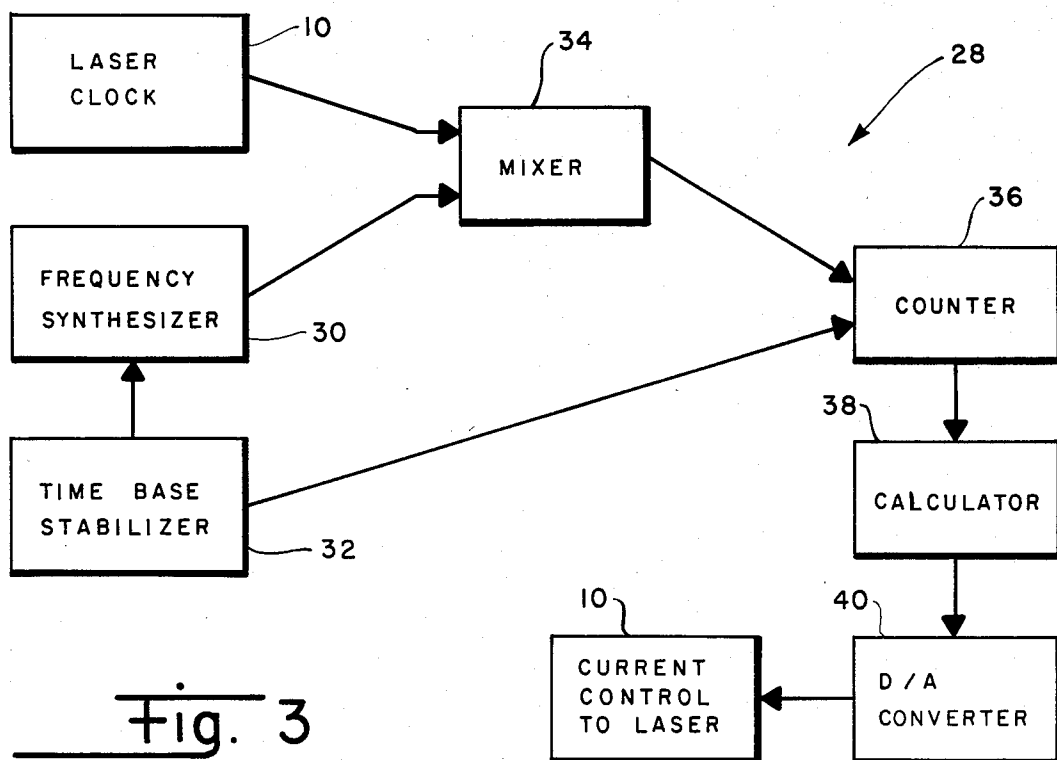 10
LASER
CLOCK
34
MIXER
28
FREQUENCY
SYNTHESIZER
30
36
COUNTER
TIME BASE
STABILIZER
32
38
CALCULATOR
10
CURRENT
CONTROL
TO LASER
40
D/A
CONVERTER
Fig. 3